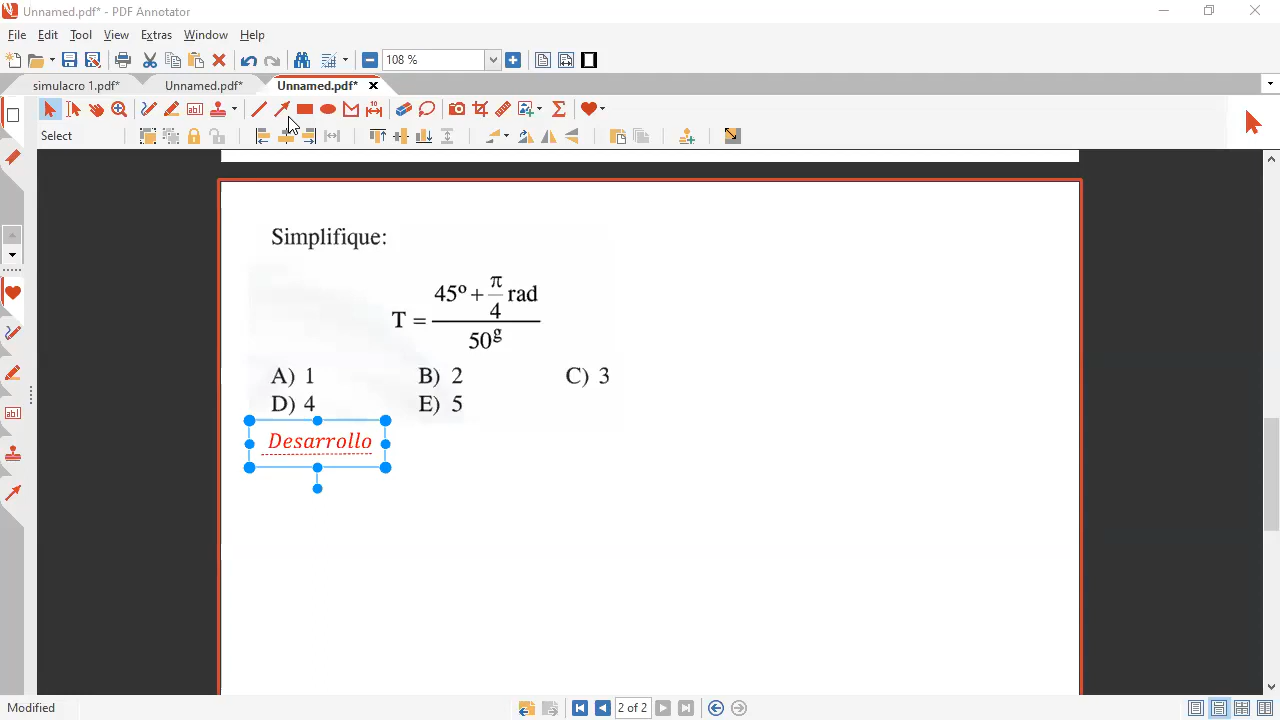 Unnamed.pdf* - PDF Annotator
File Edit Tool View Extras Window Help
108 %
simulacro 1.pdf* Unnamed.pdf* Unnamed.pdf*
Select
Simplifique:
T = (45º + π/4 rad) / 50^g
A) 1 B) 2 C) 3
D) 4 E) 5
Desarrollo
Modified 2 of 2